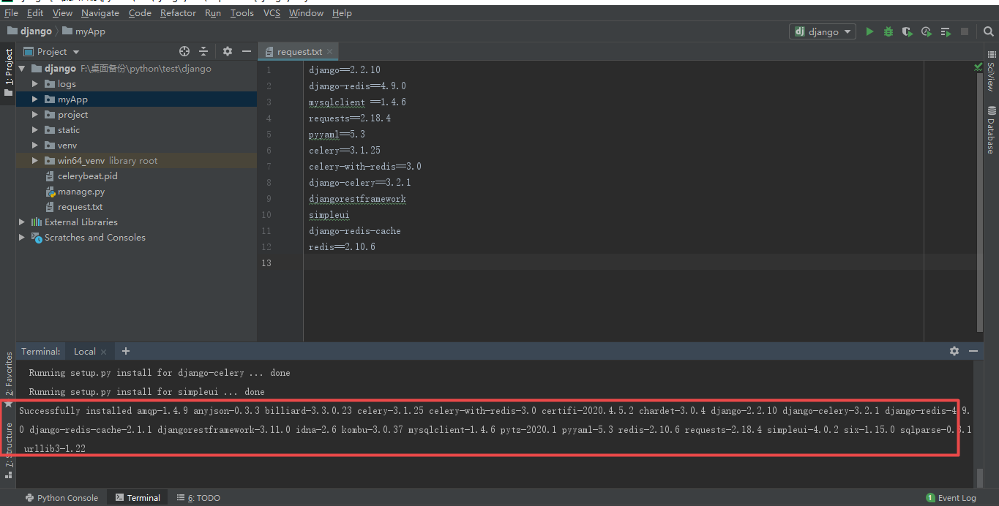 File Edit View Navigate Code Refactor Run Tools VCS Window Help
django myApp
django
1: Project
Project
request.txt
django F:\桌面备份\python\test\django
logs
myApp
project
static
venv
win64_venv library root
celerybeat.pid
manage.py
request.txt
External Libraries
Scratches and Consoles
1 django==2.2.10
2 django-redis==4.9.0
3 mysqlclient ==1.4.6
4 requests==2.18.4
5 pyyaml==5.3
6 celery==3.1.25
7 celery-with-redis==3.0
8 django-celery==3.2.1
9 djangorestframework
10 simpleui
11 django-redis-cache
12 redis==2.10.6
13
SciView
Database
2: Favorites
7: Structure
Terminal: Local
Running setup.py install for django-celery ... done
Running setup.py install for simpleui ... done
Successfully installed amqp-1.4.9 anyjson-0.3.3 billiard-3.3.0.23 celery-3.1.25 celery-with-redis-3.0 certifi-2020.4.5.2 chardet-3.0.4 django-2.2.10 django-celery-3.2.1 django-redis-4.9.
0 django-redis-cache-2.1.1 djangorestframework-3.11.0 idna-2.6 kombu-3.0.37 mysqlclient-1.4.6 pytz-2020.1 pyyaml-5.3 redis-2.10.6 requests-2.18.4 simpleui-4.0.2 six-1.15.0 sqlparse-0.3.1
urllib3-1.22
Python Console Terminal 6: TODO
1 Event Log